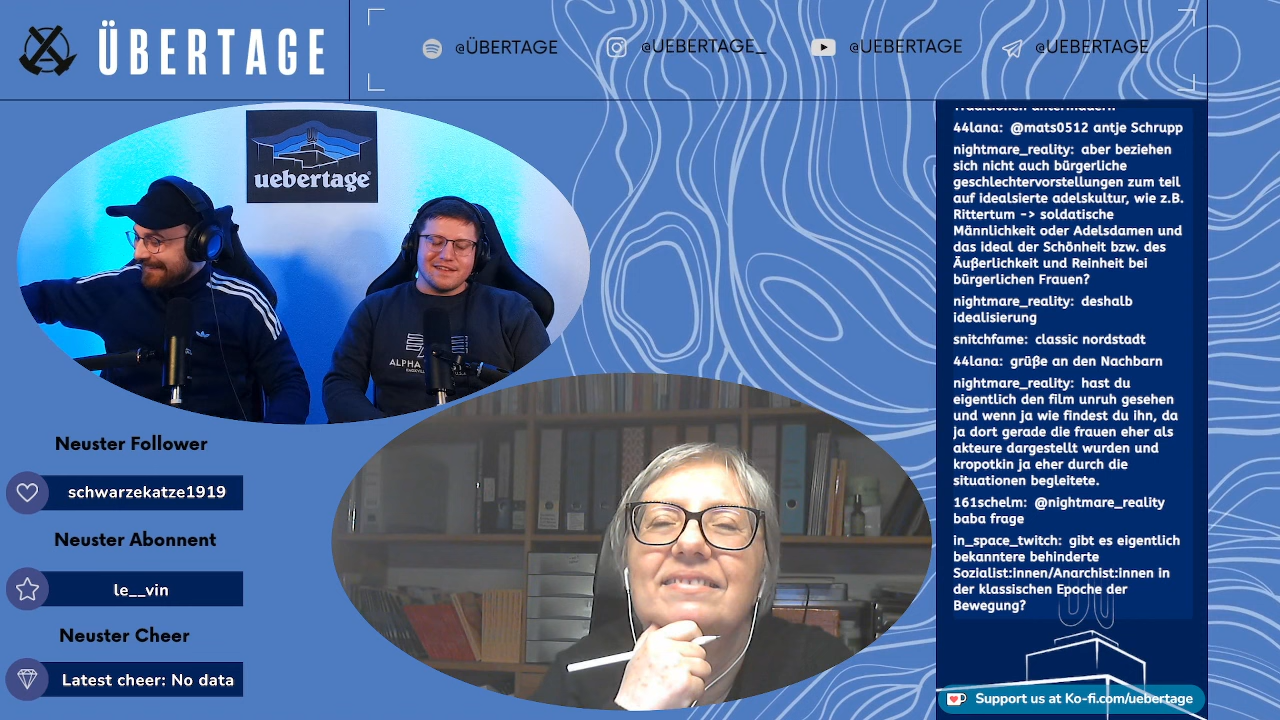 ÜBERTAGE
@ÜBERTAGE
@UEBERTAGE_
@UEBERTAGE
@UEBERTAGE
uebertage
ALPHA
Neuster Follower
schwarzekatze1919
Neuster Abonnent
le__vin
Neuster Cheer
Latest cheer: No data
Traditionen untermauern
44lana: @mats0512 antje Schrupp
nightmare_reality: aber beziehen
sich nicht auch bürgerliche
geschlechtervorstellungen zum teil
auf idealsierte adelskultur, wie z.B.
Rittertum -> soldatische
Männlichkeit oder Adelsdamen und
das ideal der Schönheit bzw. des
Äußerlichkeit und Reinheit bei
bürgerlichen Frauen?
nightmare_reality: deshalb
idealisierung
snitchfame: classic nordstadt
44lana: grüße an den Nachbarn
nightmare_reality: hast du
eigentlich den film unruh gesehen
und wenn ja wie findest du ihn, da
ja dort gerade die frauen eher als
akteure dargestellt wurden und
kropotkin ja eher durch die
situationen begleitete.
161schelm: @nightmare_reality
baba frage
in_space_twitch: gibt es eigentlich
bekanntere behinderte
Sozialist:innen/Anarchist:innen in
der klassischen Epoche der
Bewegung?
Support us at Ko-fi.com/uebertage